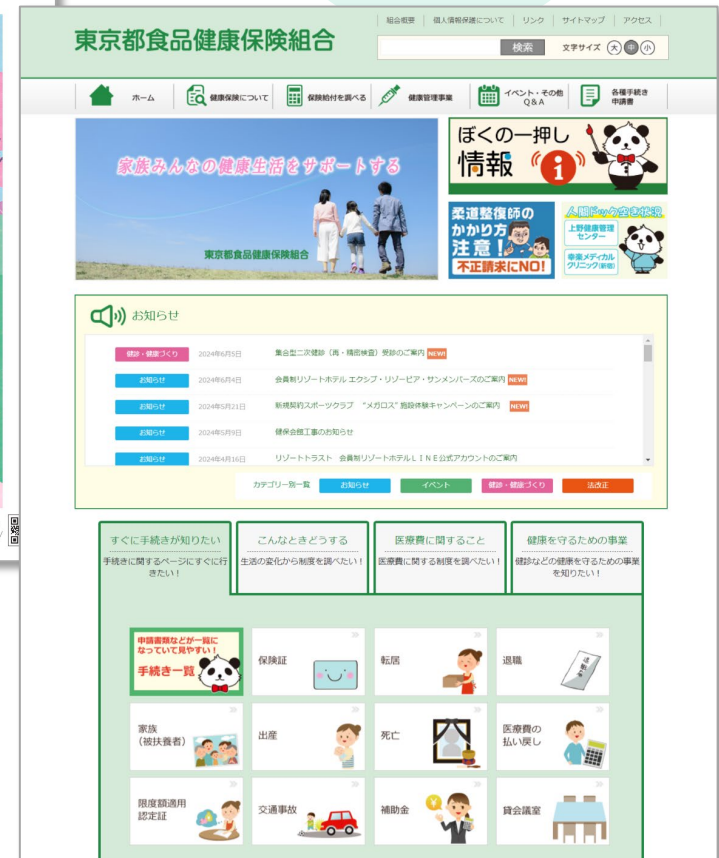 組合概要 個人情報保護について リンク サイトマップ アクセス
東京都食品健康保険組合
検索 文字サイズ 大 中 小
ホーム 健康保険について 保険給付を調べる 健康管理事業 イベント・その他 Q&A 各種手続き 申請書
家族みんなの健康生活をサポートする
東京都食品健康保険組合
ぼくの一押し
情報
柔道整復師の
かかり方
注意!
不正請求にNO!
人間ドック空き状況
上野健康管理
センター
幸楽メディカル
クリニック(新宿)
お知らせ
健診・健康づくり 2024年6月5日 集合型二次健診(再・精密検査)受診のご案内 NEW!
お知らせ 2024年6月4日 会員制リゾートホテル エクシブ・リゾーピア・サンメンバーズのご案内 NEW!
お知らせ 2024年5月21日 新規契約スポーツクラブ “メガロス”施設体験キャンペーンのご案内 NEW!
お知らせ 2024年5月9日 健保会館工事のお知らせ
お知らせ 2024年4月16日 リゾートトラスト 会員制リゾートホテルLINE公式アカウントのご案内
カテゴリー別一覧 お知らせ イベント 健診・健康づくり 法改正
すぐに手続きが知りたい
手続きに関するページにすぐに行
きたい!
こんなときどうする
生活の変化から制度を調べたい!
医療費に関すること
医療費に関する制度を調べたい!
健康を守るための事業
健診などの健康を守るための事業
を知りたい!
申請書類などが一覧に
なっていて見やすい!
手続き一覧
保険証
転居
退職
家族
(被扶養者)
出産
死亡
医療費の
払い戻し
限度額適用
認定証
交通事故
補助金
貸会議室